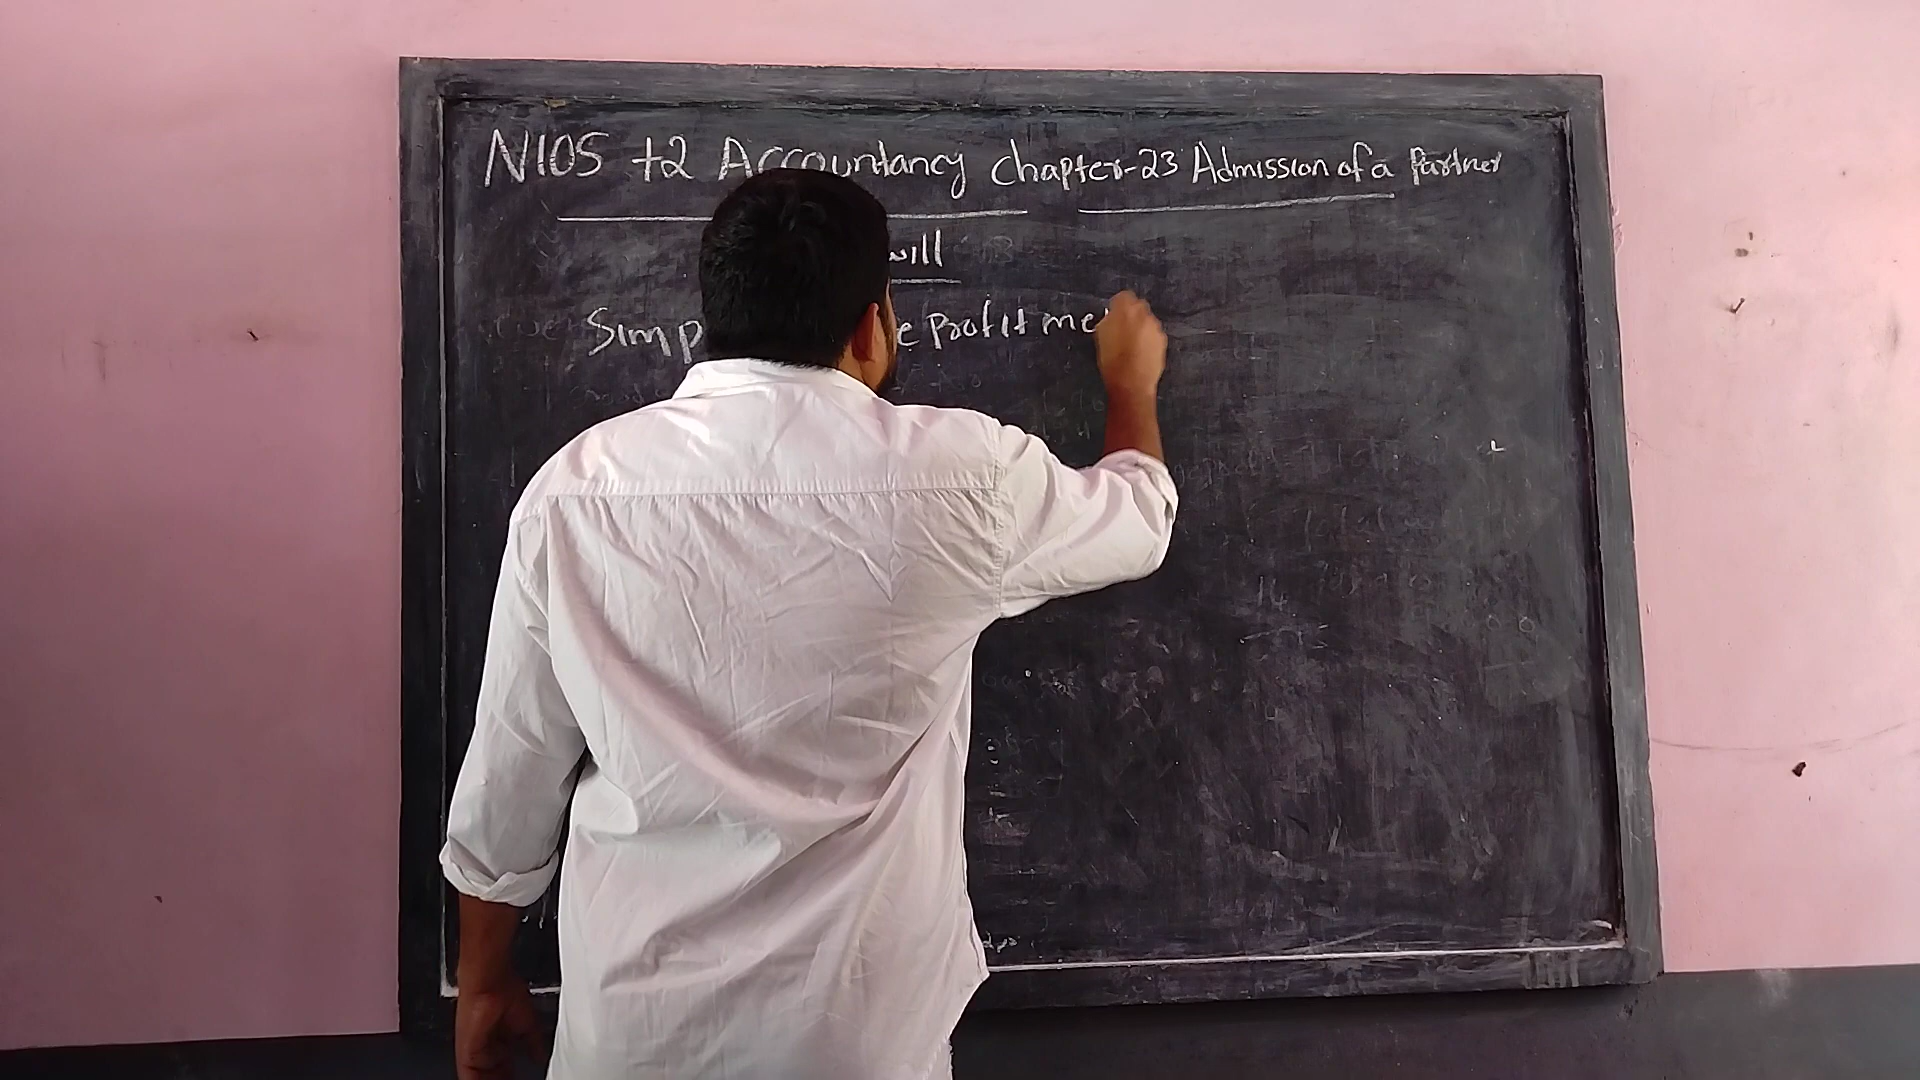 NIOS +2 Accountancy chapter-23 Admission of a Partner
will
Simp e Profit me